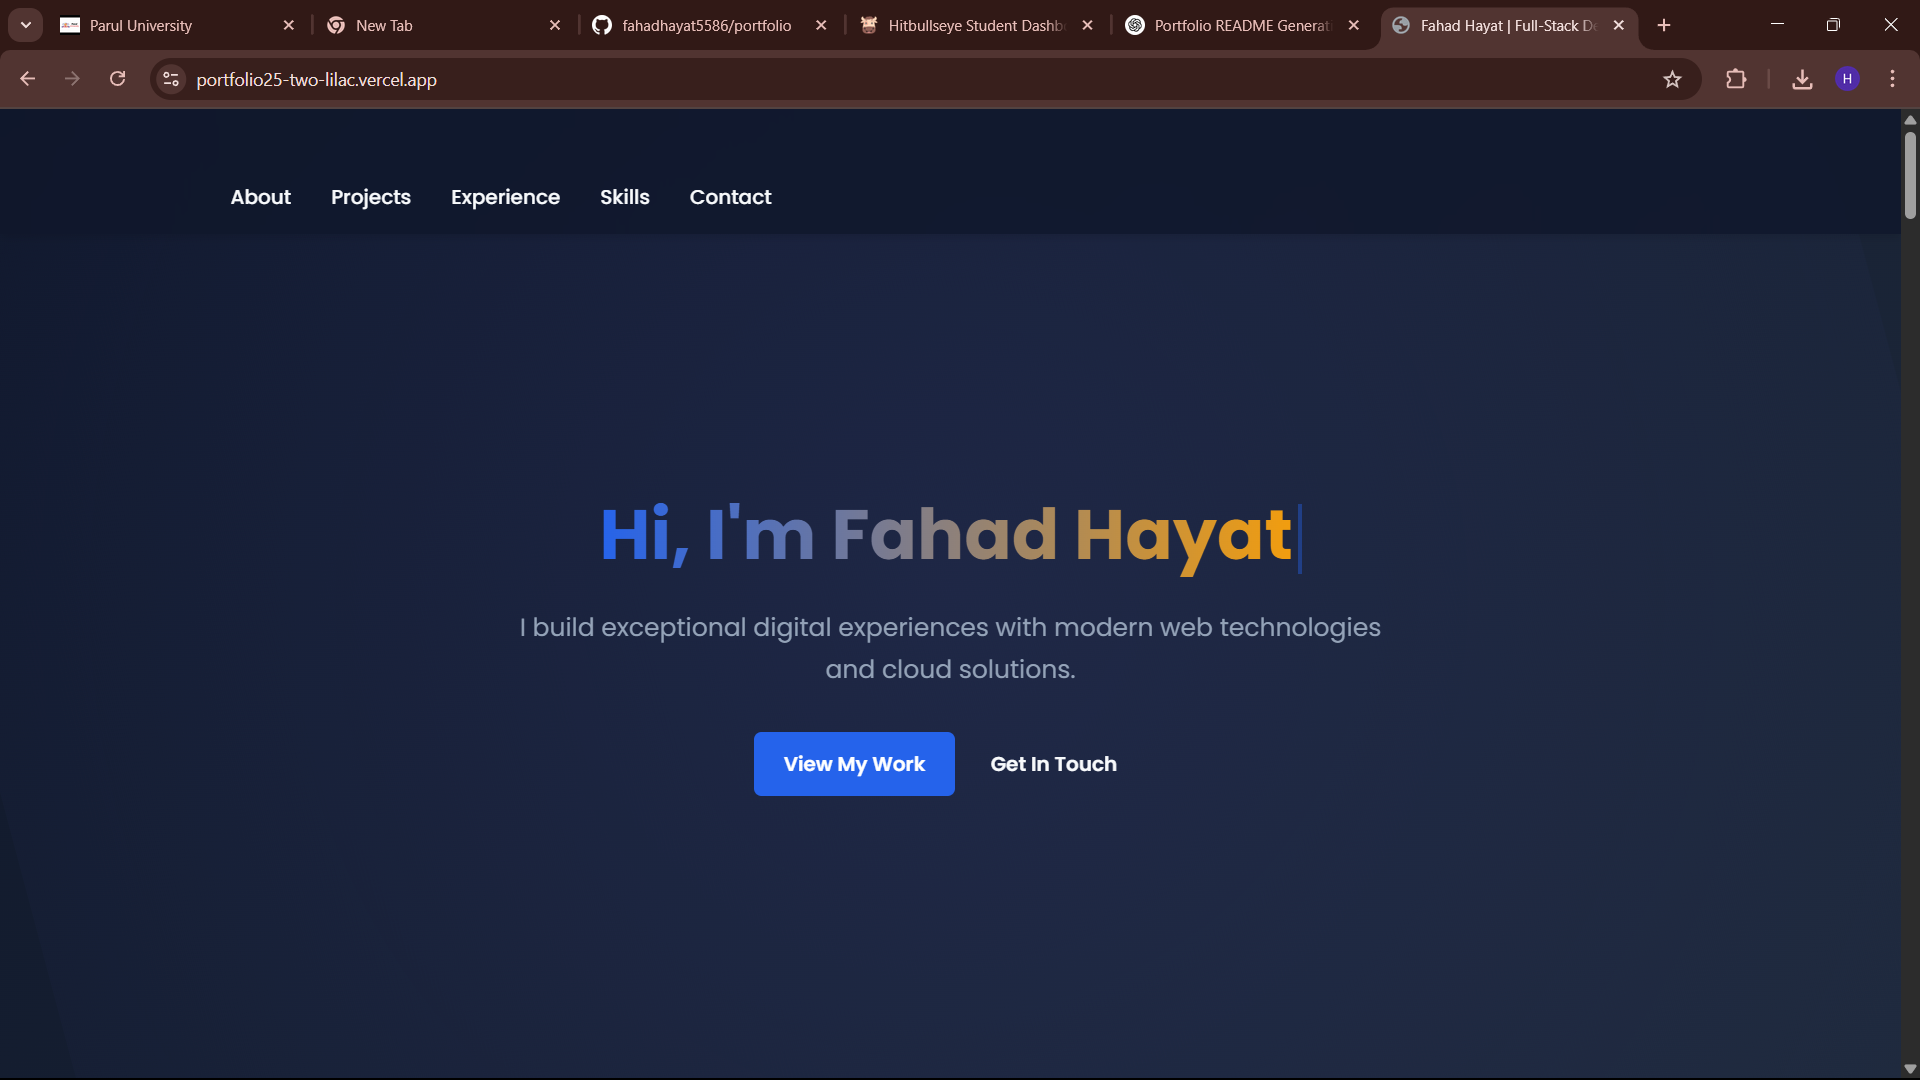 Parul University
New Tab
fahadhayat5586/portfolio
Hitbullseye Student Dashb
Portfolio README Generati
Fahad Hayat | Full-Stack De
portfolio25-two-lilac.vercel.app
H
About Projects Experience Skills Contact
Hi, I'm Fahad Hayat
I build exceptional digital experiences with modern web technologies
and cloud solutions.
View My Work
Get In Touch